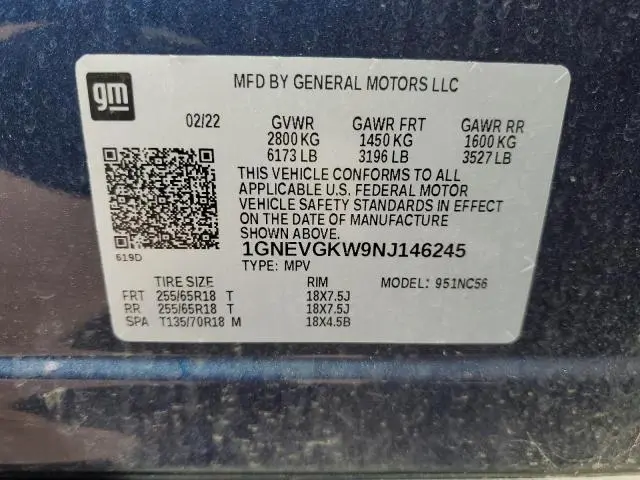 gm
MFD BY GENERAL MOTORS LLC
02/22 GVWR GAWR FRT GAWR RR
2800 KG 1450 KG 1600 KG
6173 LB 3196 LB 3527 LB
THIS VEHICLE CONFORMS TO ALL
APPLICABLE U.S. FEDERAL MOTOR
VEHICLE SAFETY STANDARDS IN EFFECT
ON THE DATE OF MANUFACTURE
SHOWN ABOVE.
1GNEVGKW9NJ146245
619D
TYPE: MPV
TIRE SIZE RIM MODEL: 951NC56
FRT 255/65R18 T 18X7.5J
RR 255/65R18 T 18X7.5J
SPA T135/70R18 M 18X4.5B